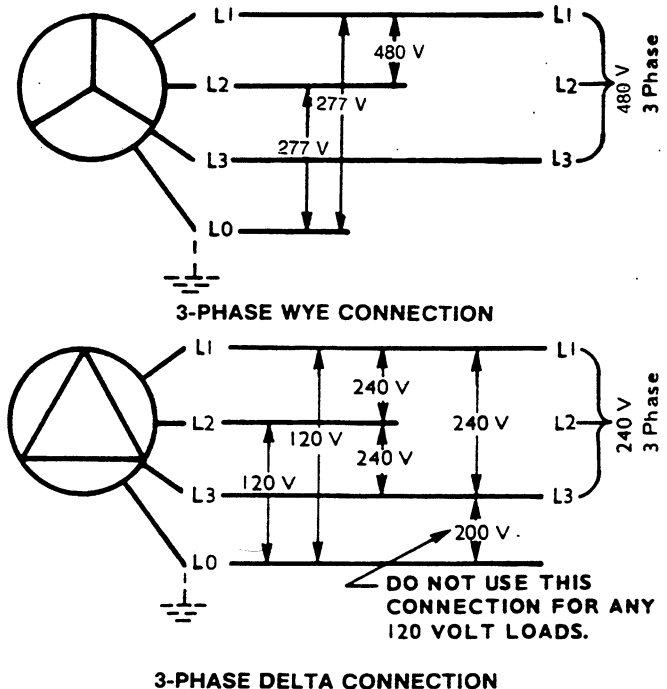 L1
L1
480 V
L2
L2
480 V
3 Phase
277 V
277 V
L3
L3
LO
3-PHASE WYE CONNECTION
L1
L1
240 V
L2
L2
120 V
240 V
240 V
3 Phase
240 V
120 V
L3
L3
200 V
LO
DO NOT USE THIS
CONNECTION FOR ANY
120 VOLT LOADS.
3-PHASE DELTA CONNECTION